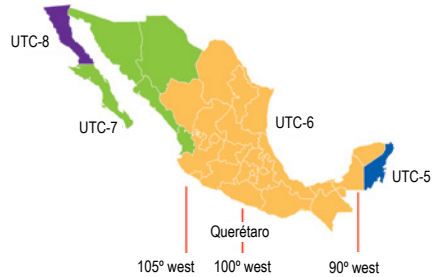 UTC-8
UTC-7
UTC-6
UTC-5
Querétaro
105º west
100º west
90º west